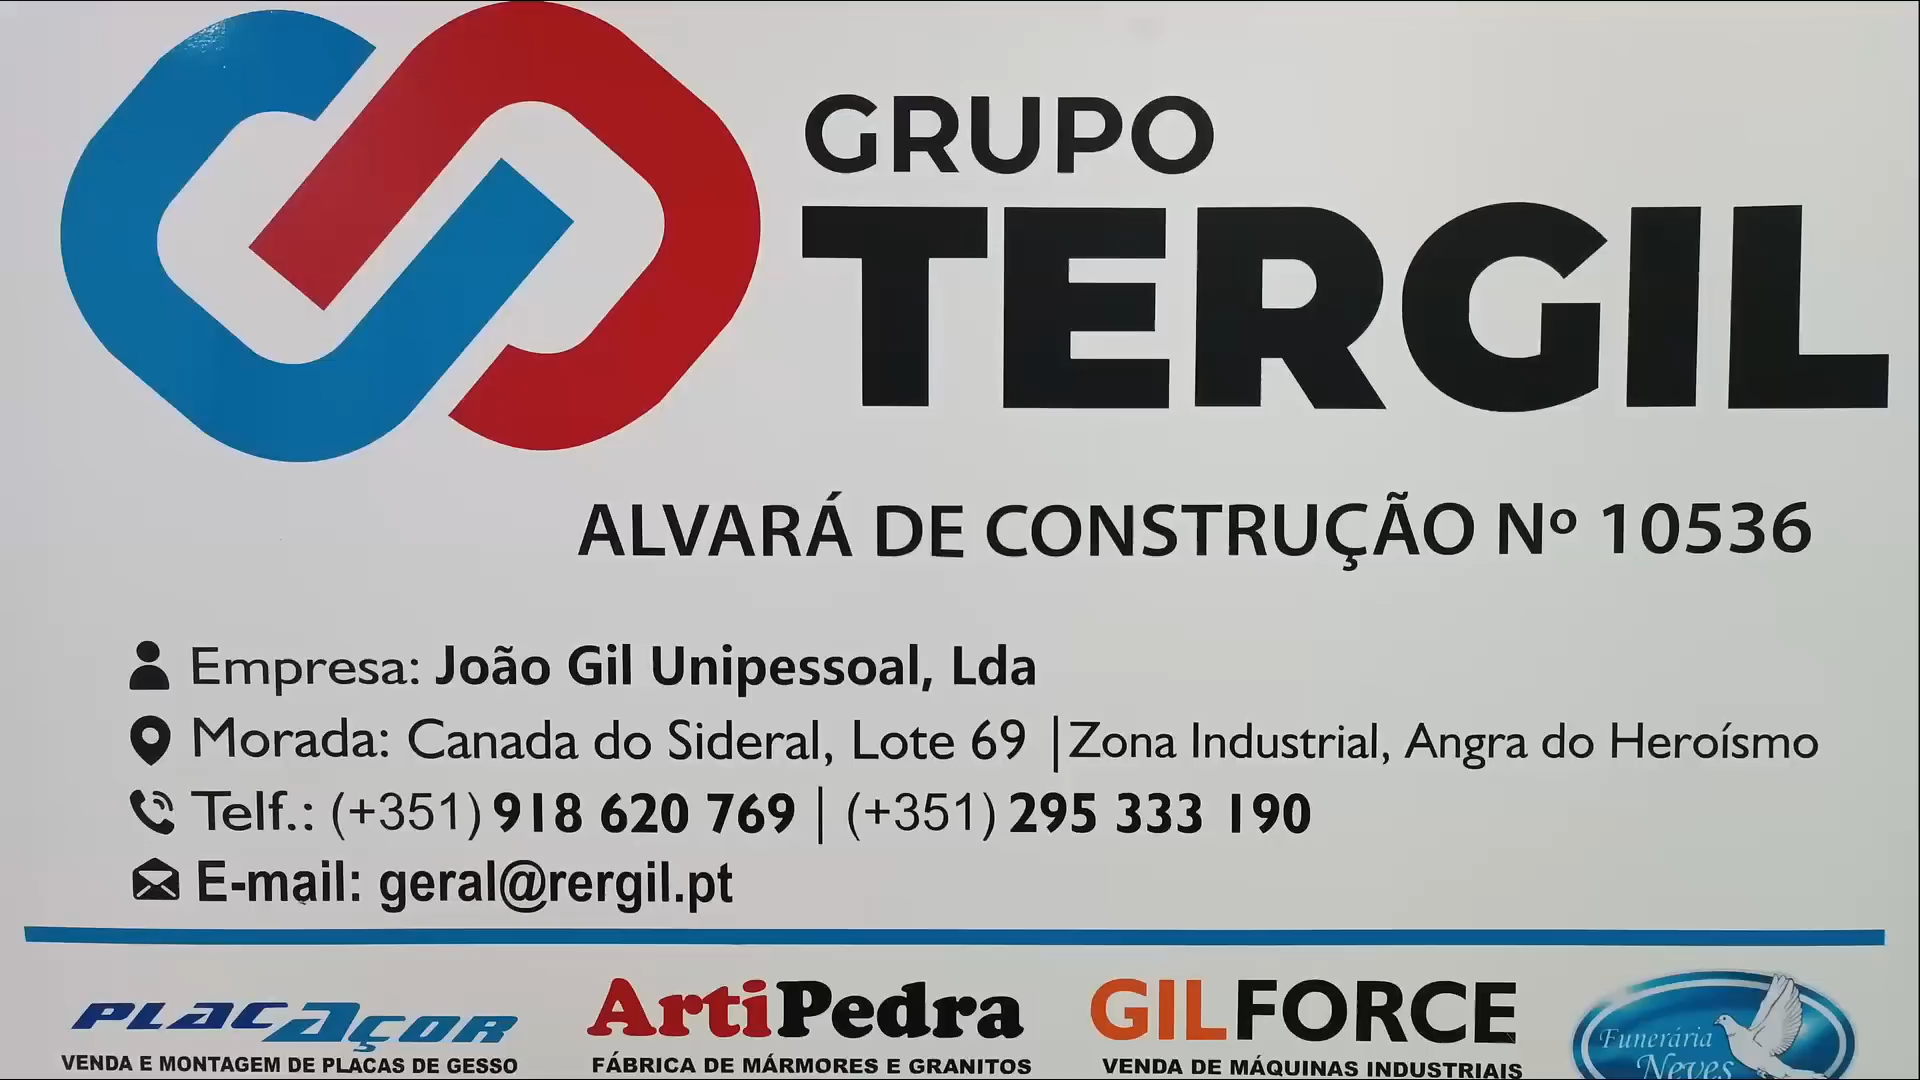 GRUPO
TERGIL
ALVARÁ DE CONSTRUÇÃO Nº 10536
Empresa: João Gil Unipessoal, Lda
Morada: Canada do Sideral, Lote 69 | Zona Industrial, Angra do Heroísmo
Telf.: (+351) 918 620 769 | (+351) 295 333 190
E-mail: geral@rergil.pt
PLACAÇOR
VENDA E MONTAGEM DE PLACAS DE GESSO
ArtiPedra
FÁBRICA DE MÁRMORES E GRANITOS
GILFORCE
VENDA DE MÁQUINAS INDUSTRIAIS
Funerária
Neves